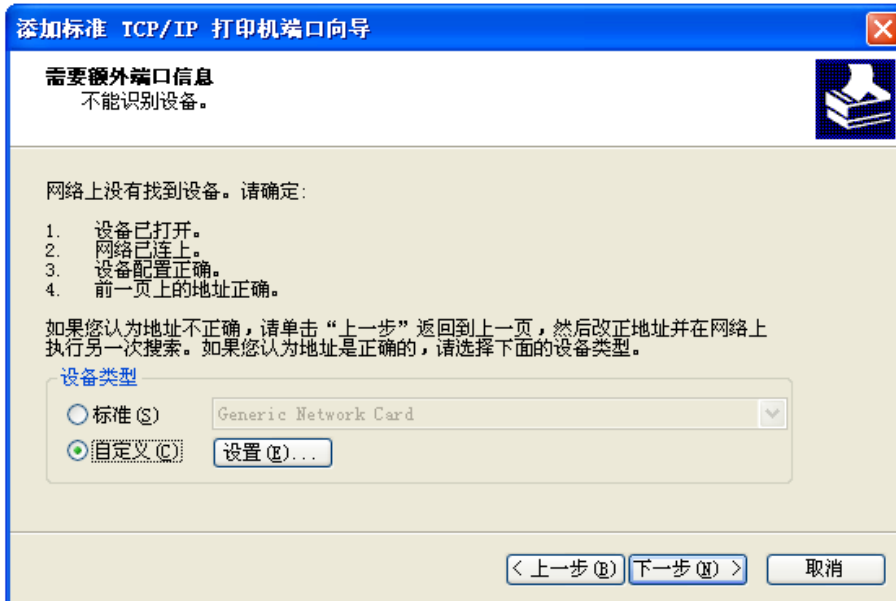 添加标准 TCP/IP 打印机端口向导
需要额外端口信息
不能识别设备。
网络上没有找到设备。请确定:
1. 设备已打开。
2. 网络已连上。
3. 设备配置正确。
4. 前一页上的地址正确。
如果您认为地址不正确，请单击“上一步”返回到上一页，然后改正地址并在网络上
执行另一次搜索。如果您认为地址是正确的，请选择下面的设备类型。
设备类型
标准(S) Generic Network Card
自定义(C) 设置(E)...
< 上一步(B) 下一步(N) > 取消